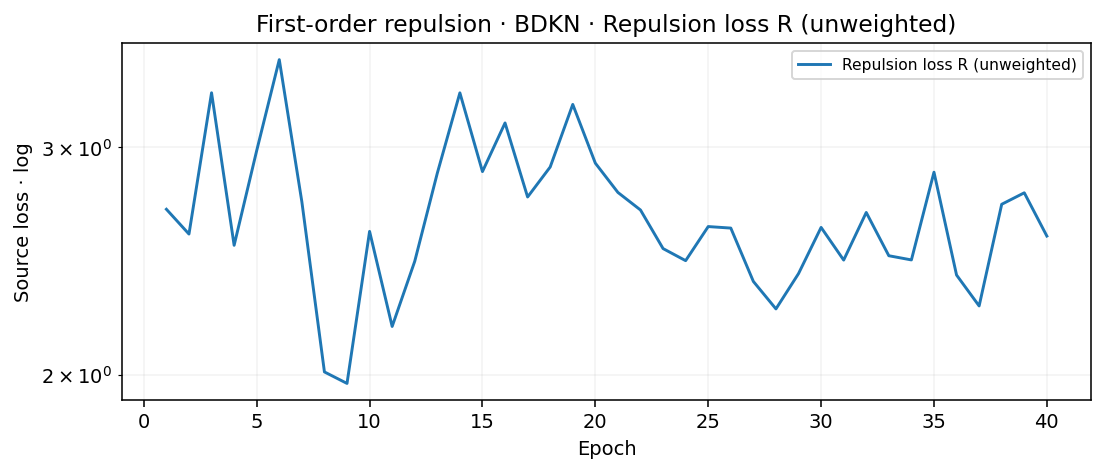 First-order repulsion · BDKN · Repulsion loss R (unweighted)
Repulsion loss R (unweighted)
Source loss · log
3 × 10⁰
2 × 10⁰
0 5 10 15 20 25 30 35 40
Epoch